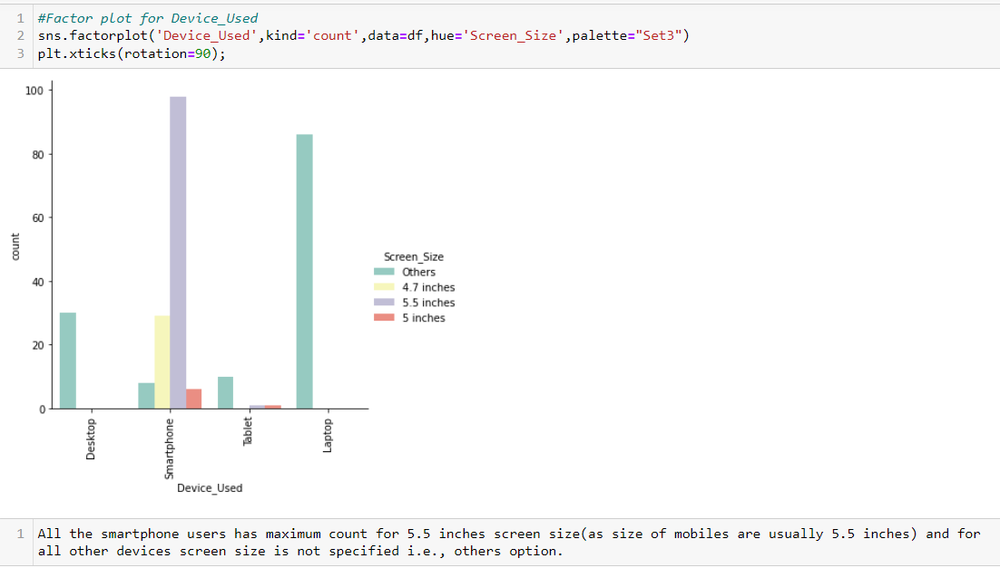 1 #Factor plot for Device_Used
2 sns.factorplot('Device_Used',kind='count',data=df,hue='Screen_Size',palette="Set3")
3 plt.xticks(rotation=90);
100
80
60
40
20
0
count
Desktop
Smartphone
Tablet
Laptop
Device_Used
Screen_Size
Others
4.7 inches
5.5 inches
5 inches
1 All the smartphone users has maximum count for 5.5 inches screen size(as size of mobiles are usually 5.5 inches) and for
all other devices screen size is not specified i.e., others option.